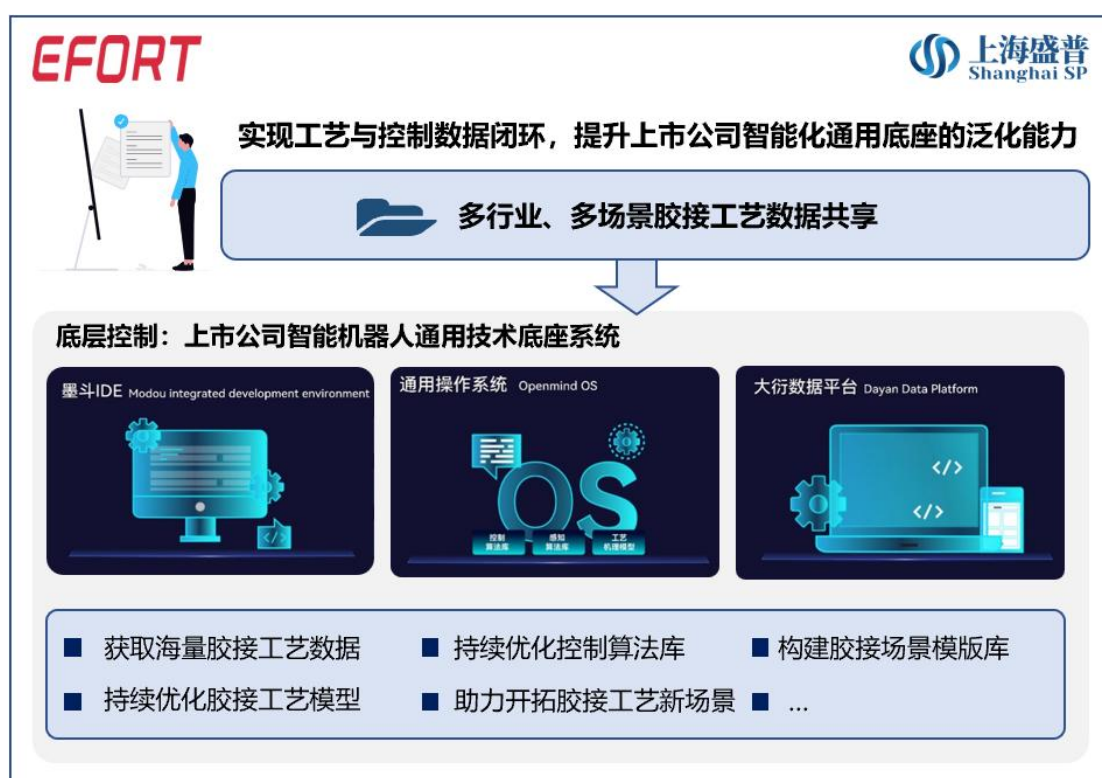 EFORT
上海盛普
Shanghai SP
实现工艺与控制数据闭环，提升上市公司智能化通用底座的泛化能力
多行业、多场景胶接工艺数据共享
底层控制：上市公司智能机器人通用技术底座系统
墨斗IDE Modou integrated development environment
通用操作系统 Openmind OS
大衍数据平台 Dayan Data Platform
</>
OS
控制
算法库
感知
算法库
工艺
机理模型
</>
</>
获取海量胶接工艺数据
持续优化控制算法库
构建胶接场景模版库
持续优化胶接工艺模型
助力开拓胶接工艺新场景
...